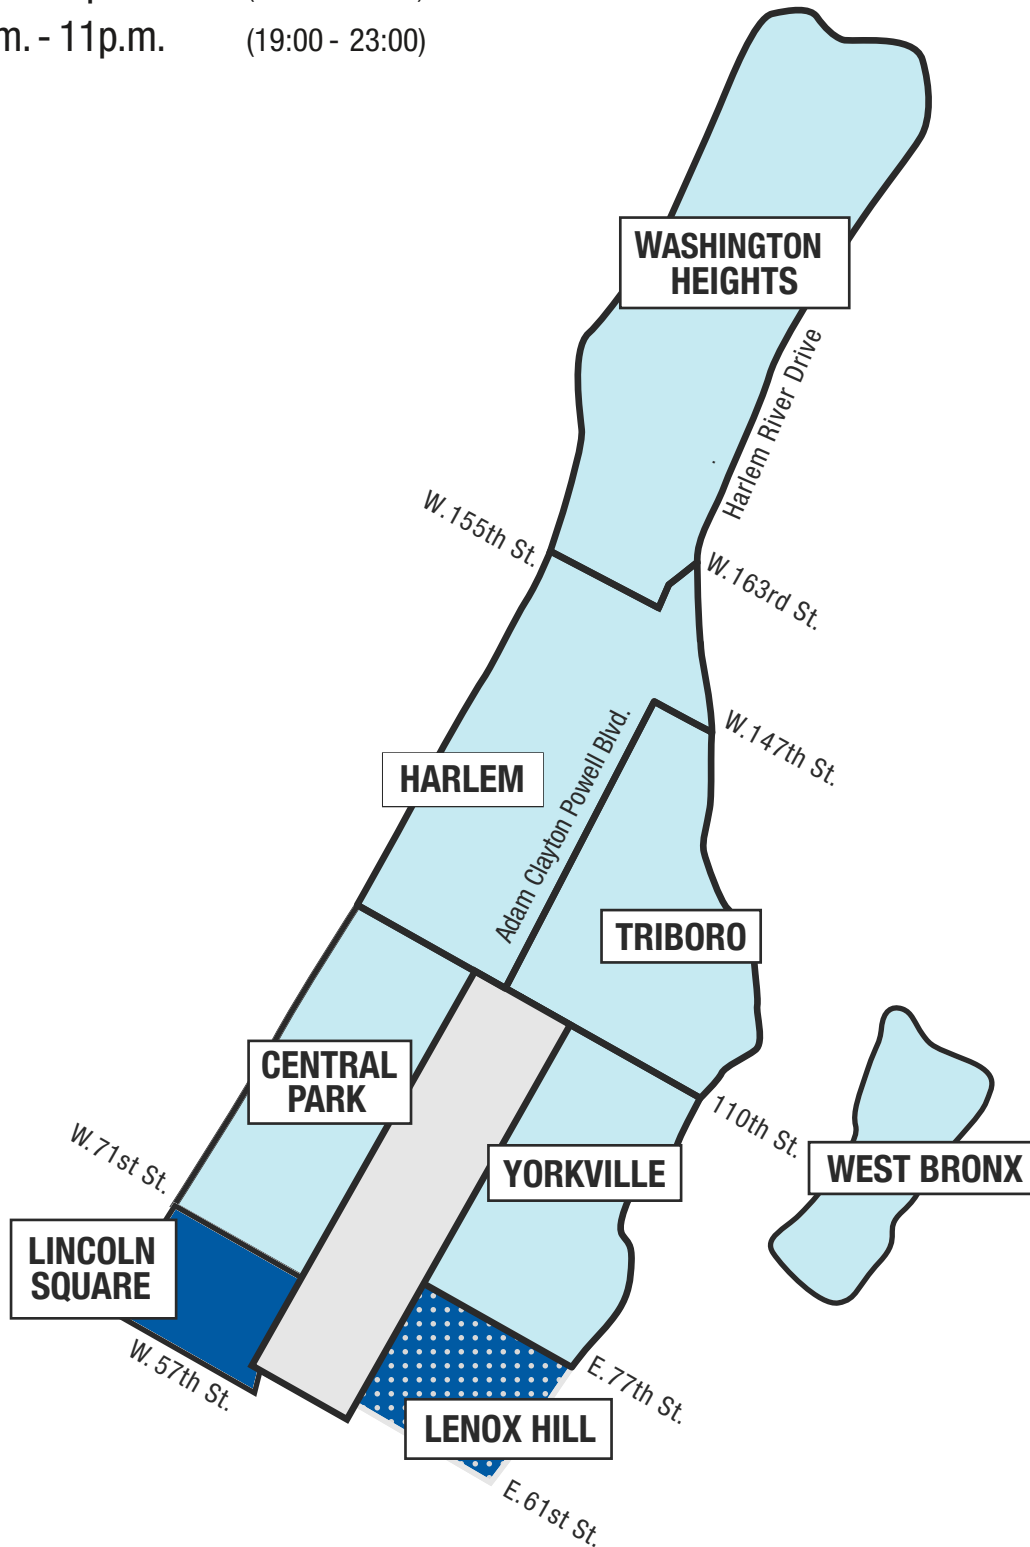 m. - 11p.m. (19:00 - 23:00)
WASHINGTON
HEIGHTS
Harlem River Drive
W. 155th St.
W. 163rd St.
W. 147th St.
Adam Clayton Powell Blvd.
HARLEM
TRIBORO
CENTRAL
PARK
110th St.
W. 71st St.
YORKVILLE
WEST BRONX
LINCOLN
SQUARE
W. 57th St.
E. 77th St.
LENOX HILL
E. 61st St.